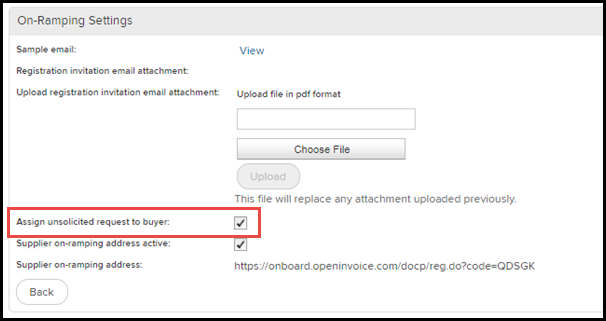 On-Ramping Settings
Sample email: View
Registration invitation email attachment:
Upload registration invitation email attachment: Upload file in pdf format
Choose File
Upload
This file will replace any attachment uploaded previously.
Assign unsolicited request to buyer:
Supplier on-ramping address active:
Supplier on-ramping address: https://onboard.openinvoice.com/docp/reg.do?code=QDSGK
Back